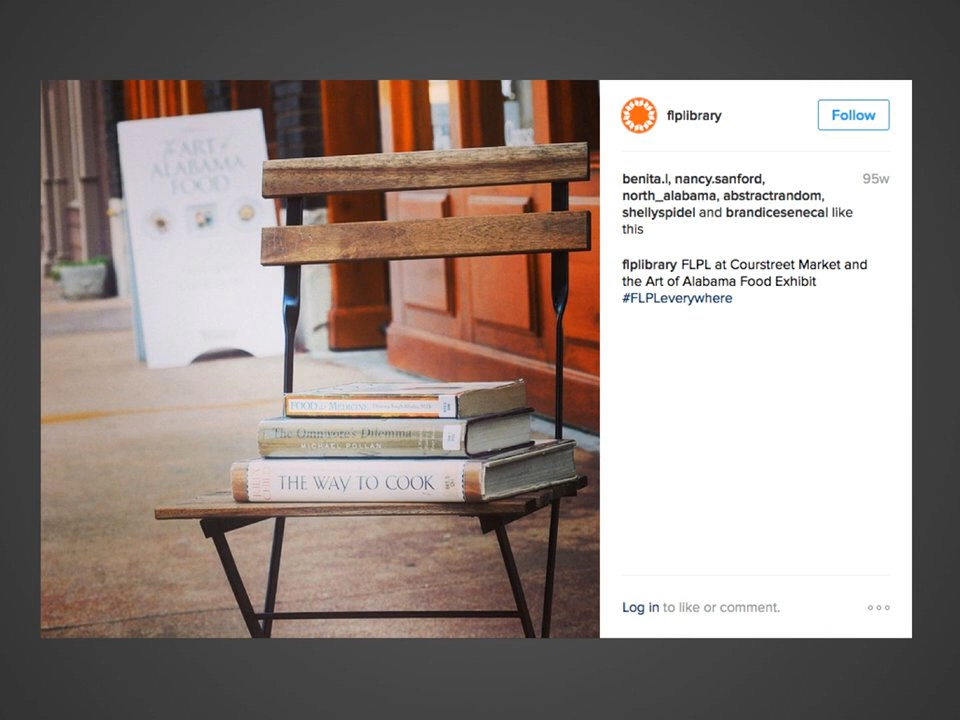 The
ART of
ALABAMA
FOOD
FOOD as MEDICINE
The Omnivore's Dilemma
MICHAEL POLLAN
THE WAY TO COOK
flplibrary
Follow
benita.l, nancy.sanford,
95w
north_alabama, abstractrandom,
shellyspidel and brandicesenecal like
this
flplibrary FLPL at Courstreet Market and
the Art of Alabama Food Exhibit
#FLPLeverywhere
Log in to like or comment.